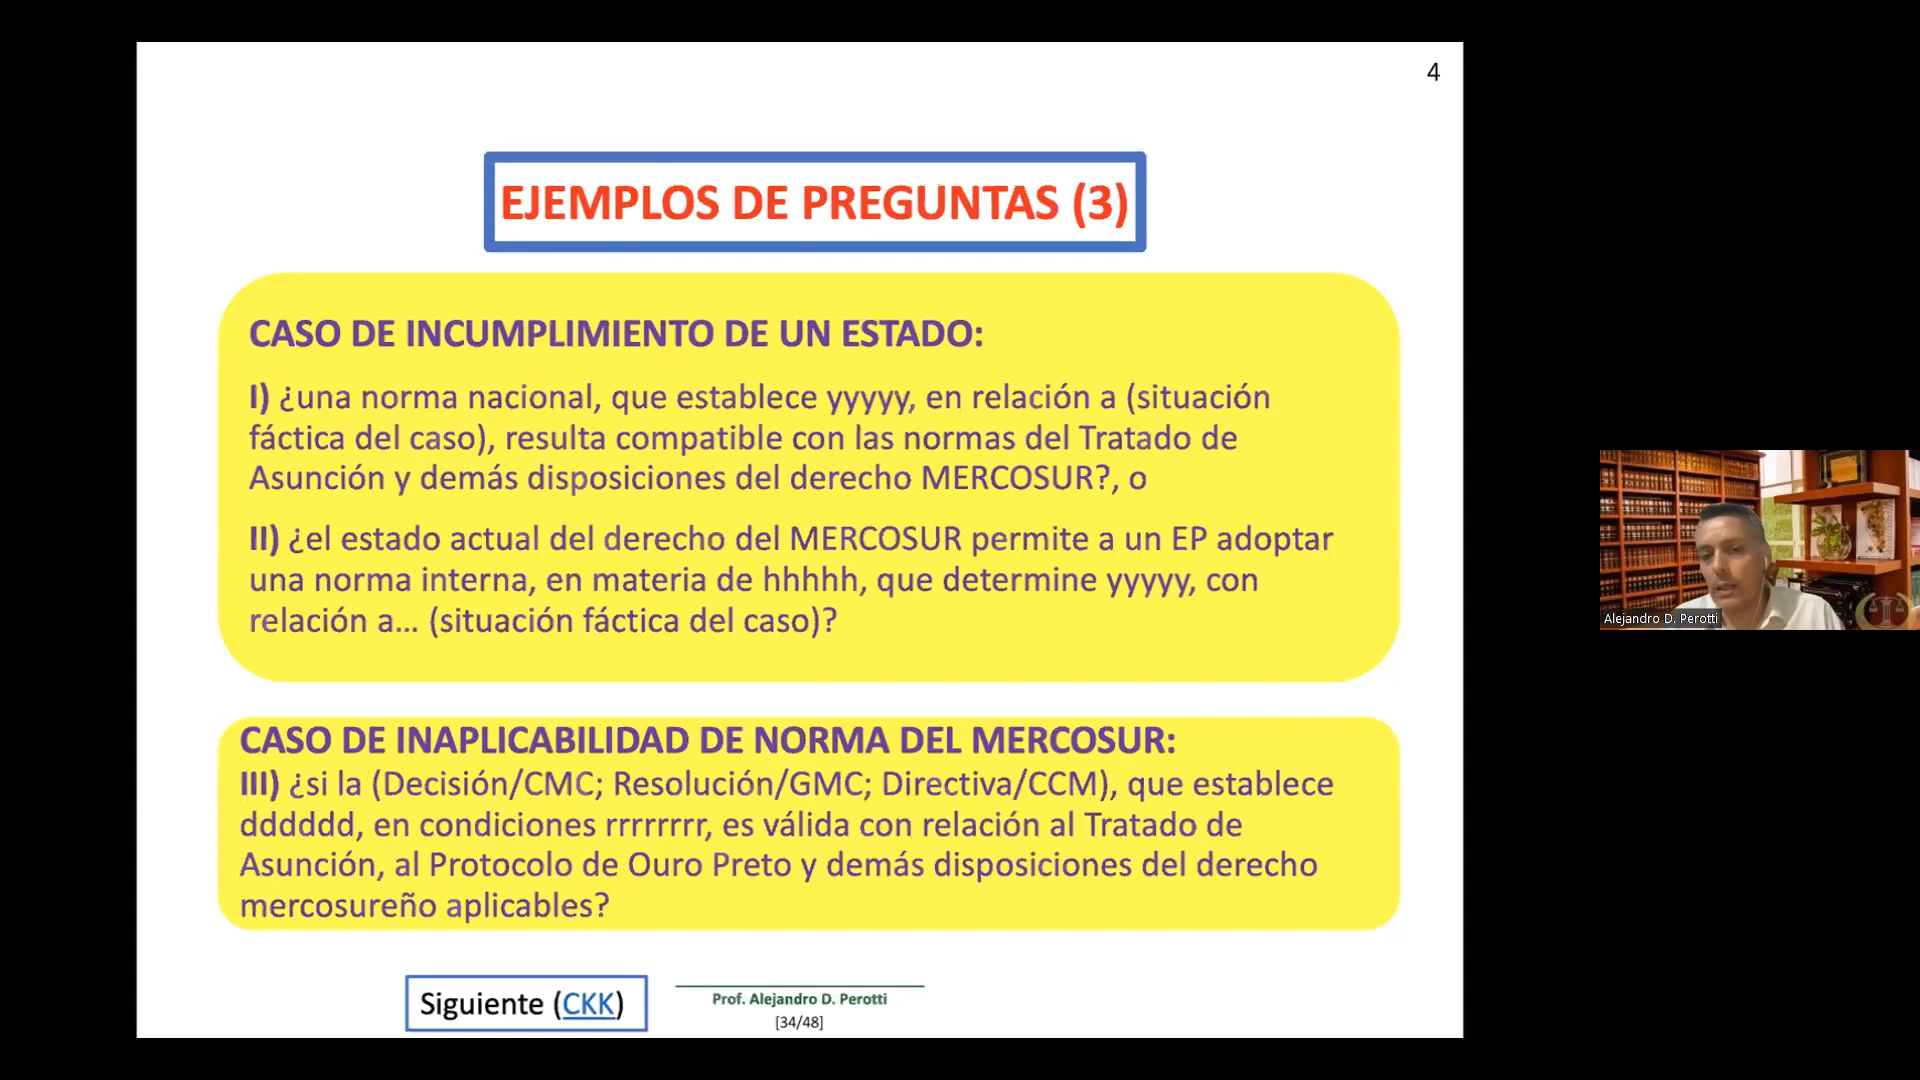 4
EJEMPLOS DE PREGUNTAS (3)
CASO DE INCUMPLIMIENTO DE UN ESTADO:
I) ¿una norma nacional, que establece yyyyy, en relación a (situación
fáctica del caso), resulta compatible con las normas del Tratado de
Asunción y demás disposiciones del derecho MERCOSUR?, o
II) ¿el estado actual del derecho del MERCOSUR permite a un EP adoptar
una norma interna, en materia de hhhhh, que determine yyyyy, con
relación a... (situación fáctica del caso)?
CASO DE INAPLICABILIDAD DE NORMA DEL MERCOSUR:
III) ¿si la (Decisión/CMC; Resolución/GMC; Directiva/CCM), que establece
dddddd, en condiciones rrrrrrr, es válida con relación al Tratado de
Asunción, al Protocolo de Ouro Preto y demás disposiciones del derecho
mercosureño aplicables?
Siguiente (CKK)
Prof. Alejandro D. Perotti
[34/48]
Alejandro D. Perotti